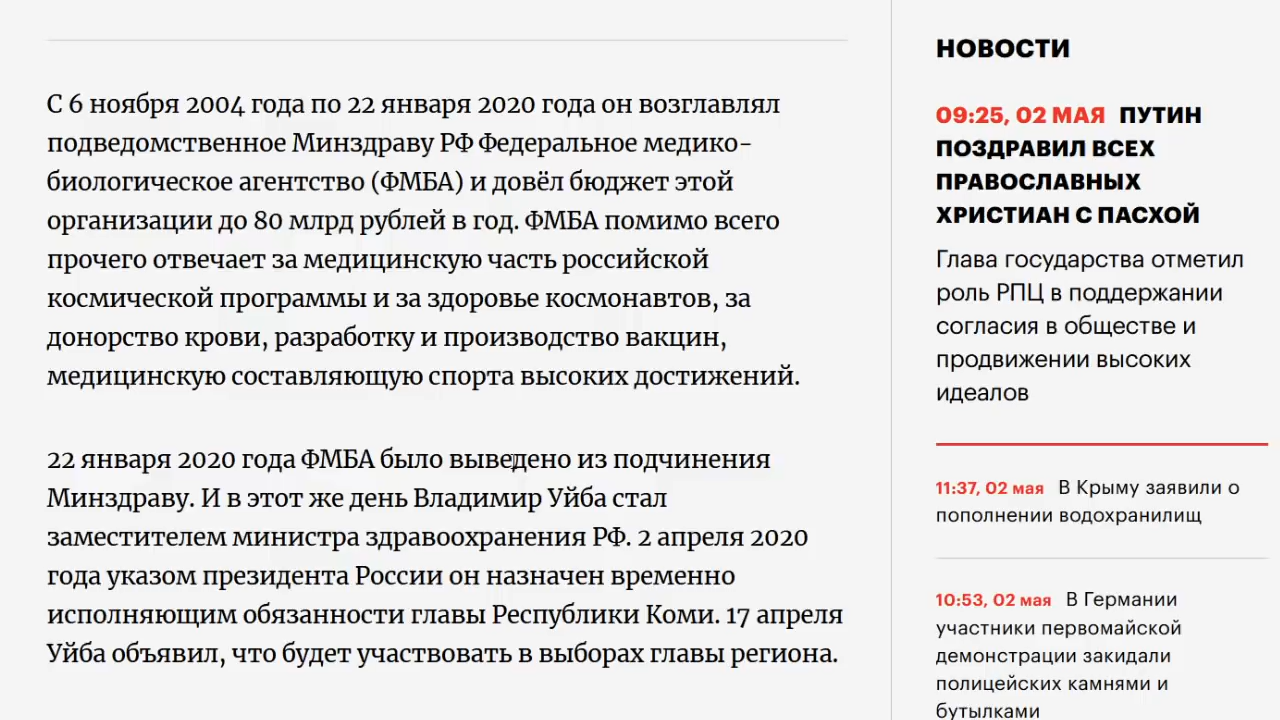 С 6 ноября 2004 года по 22 января 2020 года он возглавлял
подведомственное Минздраву РФ Федеральное медико-
биологическое агентство (ФМБА) и довёл бюджет этой
организации до 80 млрд рублей в год. ФМБА помимо всего
прочего отвечает за медицинскую часть российской
космической программы и за здоровье космонавтов, за
донорство крови, разработку и производство вакцин,
медицинскую составляющую спорта высоких достижений.
22 января 2020 года ФМБА было выведено из подчинения
Минздраву. И в этот же день Владимир Уйба стал
заместителем министра здравоохранения РФ. 2 апреля 2020
года указом президента России он назначен временно
исполняющим обязанности главы Республики Коми. 17 апреля
Уйба объявил, что будет участвовать в выборах главы региона.
НОВОСТИ
09:25, 02 МАЯ ПУТИН
ПОЗДРАВИЛ ВСЕХ
ПРАВОСЛАВНЫХ
ХРИСТИАН С ПАСХОЙ
Глава государства отметил
роль РПЦ в поддержании
согласия в обществе и
продвижении высоких
идеалов
11:37, 02 мая В Крыму заявили о
пополнении водохранилищ
10:53, 02 мая В Германии
участники первомайской
демонстрации закидали
полицейских камнями и
бутылками